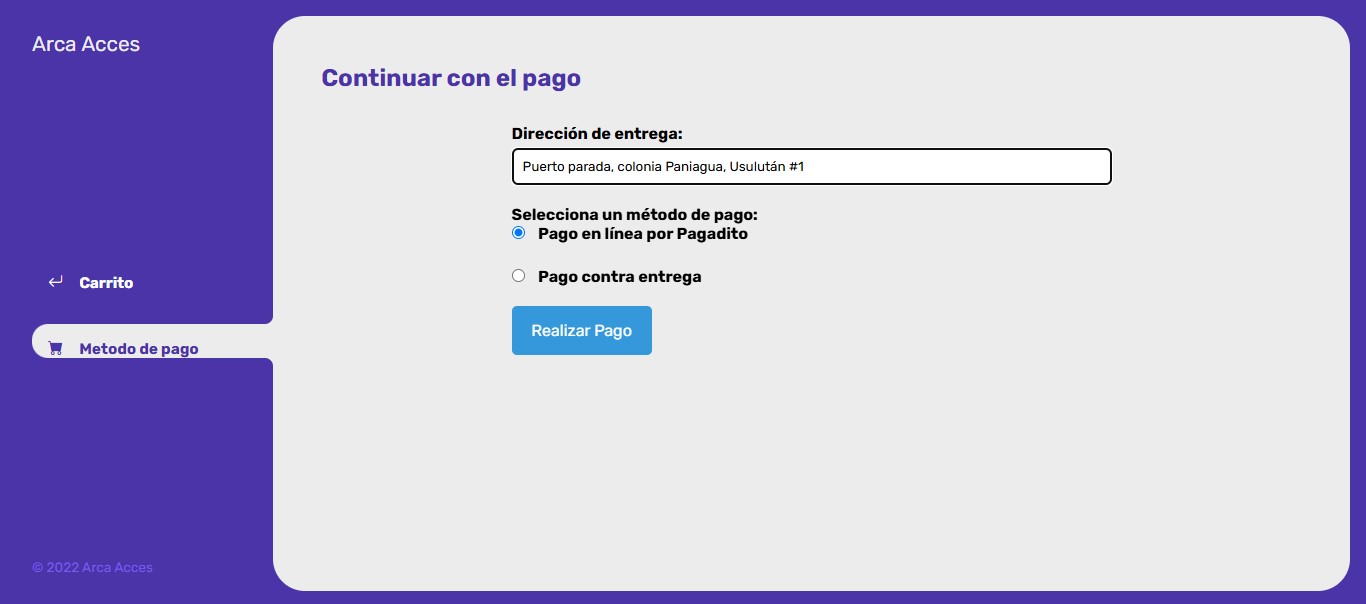 Arca Acces
Continuar con el pago
Dirección de entrega:
Puerto parada, colonia Paniagua, Usulután #1
Selecciona un método de pago:
Pago en línea por Pagadito
Pago contra entrega
Realizar Pago
Carrito
Metodo de pago
© 2022 Arca Acces